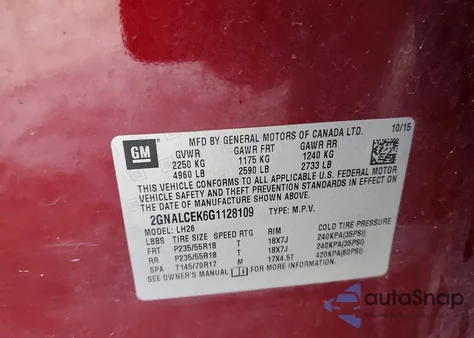 10/15
GM
MFD BY GENERAL MOTORS OF CANADA LTD.
GVWR GAWR FRT GAWR RR
2250 KG 1175 KG 1240 KG
4960 LB 2590 LB 2733 LB
THIS VEHICLE CONFORMS TO ALL APPLICABLE U.S. FEDERAL MOTOR
VEHICLE SAFETY AND THEFT PREVENTION STANDARDS IN EFFECT ON THE
DATE OF MANUFACTURE SHOWN ABOVE.
2GNALCEK6G1128109 TYPE: M.P.V.
MODEL: LH26
LBBS TIRE SIZE SPEED RTG RIM COLD TIRE PRESSURE
FRT P235/55R18 T 18X7J 240KPA(35PSI)
RR P235/55R18 T 18X7J 240KPA(35PSI)
SPA T145/70R17 M 17X4.5T 420KPA(60PSI)
SEE OWNER'S MANUAL FOR ADDITIONAL INFORMATION
autoSnap